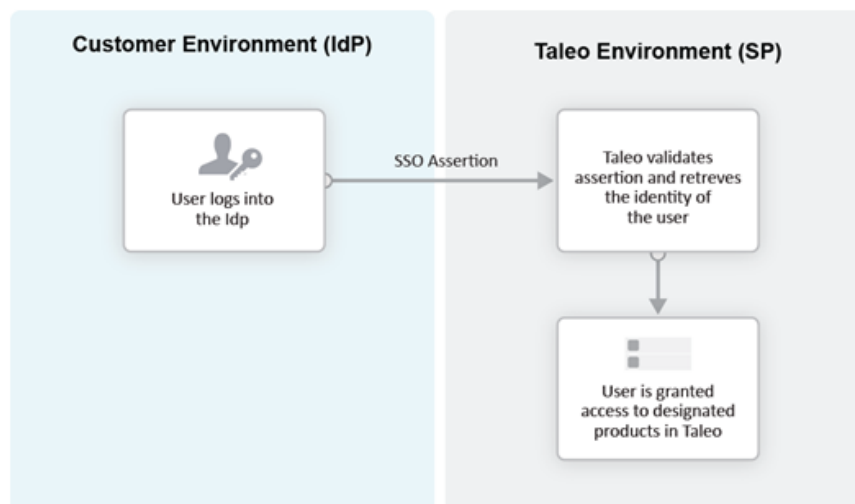 Customer Environment (IdP)
Taleo Environment (SP)
User logs into
the Idp
SSO Assertion
Taleo validates
assertion and retreves
the identity of
the user
User is granted
access to designated
products in Taleo